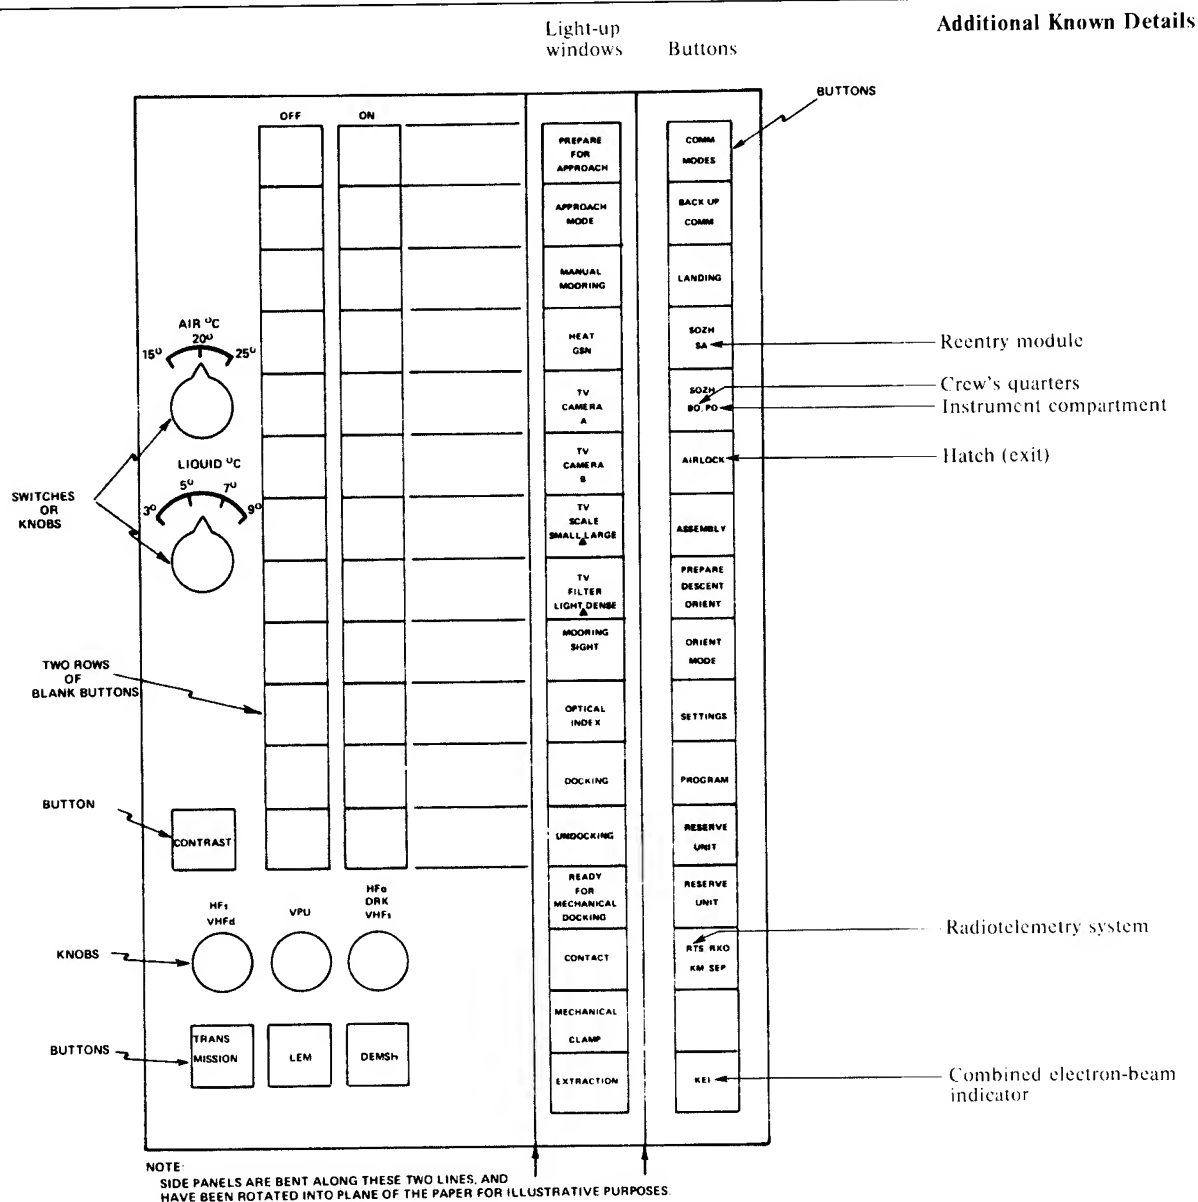 Additional Known Details
Light-up
windows
Buttons
BUTTONS
OFF
ON
PREPARE
FOR
APPROACH
APPROACH
MODE
MANUAL
MOORING
HEAT
GSN
TV
CAMERA
A
TV
CAMERA
B
TV
SCALE
SMALL LARGE
TV
FILTER
LIGHT DENSE
MOORING
SIGHT
OPTICAL
INDEX
DOCKING
UNDOCKING
READY
FOR
MECHANICAL
DOCKING
CONTACT
MECHANICAL
CLAMP
EXTRACTION
COMM
MODES
BACK UP
COMM
LANDING
SOZH
SA
SOZH
BO, PO
AIRLOCK
ASSEMBLY
PREPARE
DESCENT
ORIENT
ORIENT
MODE
SETTINGS
PROGRAM
RESERVE
UNIT
RESERVE
UNIT
RTS RKO
KM SEP
KEI
Reentry module
Crew's quarters
Instrument compartment
Hatch (exit)
Radiotelemetry system
Combined electron-beam
indicator
AIR °C
15° 20° 25°
LIQUID °C
3° 5° 7° 9°
SWITCHES
OR
KNOBS
TWO ROWS
OF
BLANK BUTTONS
BUTTON
CONTRAST
HFs
VHFd
VPU
HFa
DRK
VHFs
KNOBS
BUTTONS
TRANS
MISSION
LEM
DEMSh
NOTE:
SIDE PANELS ARE BENT ALONG THESE TWO LINES, AND
HAVE BEEN ROTATED INTO PLANE OF THE PAPER FOR ILLUSTRATIVE PURPOSES.